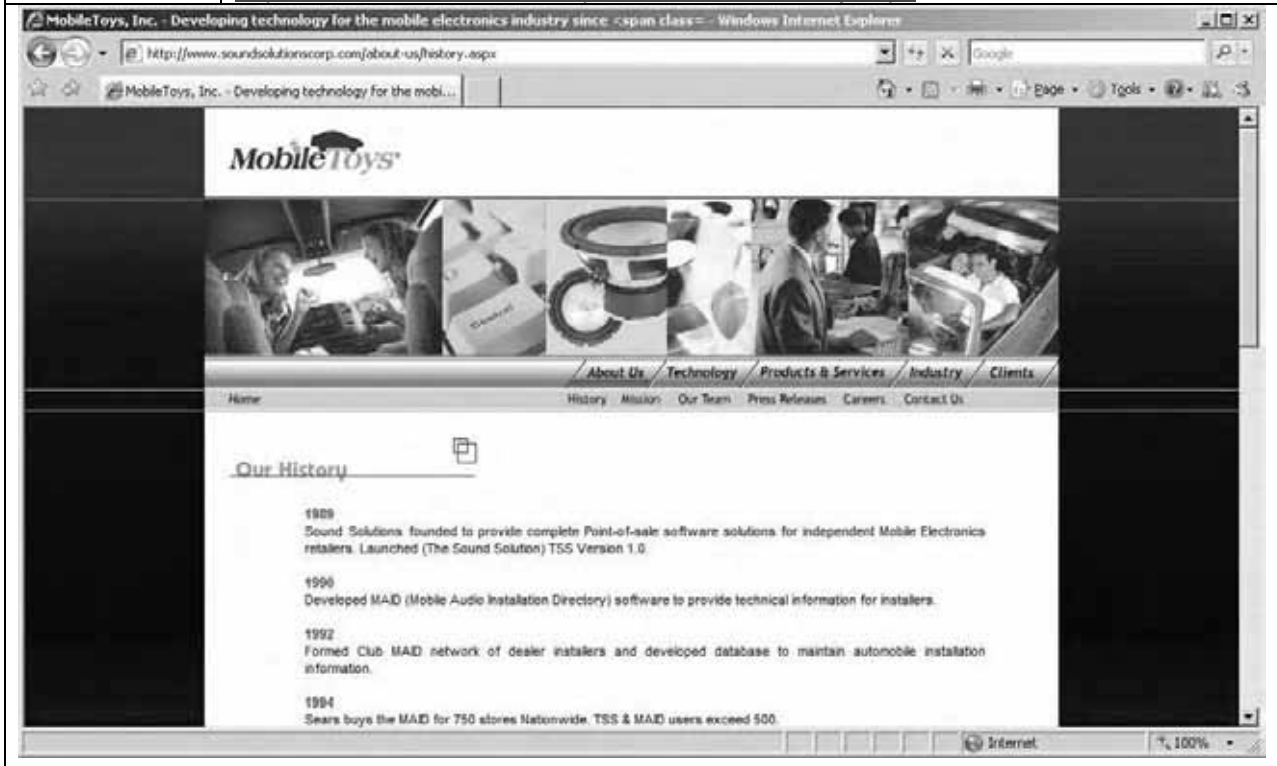 MobileToys, Inc. - Developing technology for the mobile electronics industry since <span class= - Windows Internet Explorer
http://www.soundsolutionscorp.com/about-us/history.aspx
Google
MobileToys, Inc. - Developing technology for the mobi...
Page
Tools
MobileToys
About Us Technology Products & Services Industry Clients
Home History Mission Our Team Press Releases Careers Contact Us
Our History
1989
Sound Solutions founded to provide complete Point-of-sale software solutions for independent Mobile Electronics
retailers. Launched (The Sound Solution) TSS Version 1.0.
1990
Developed MAID (Mobile Audio Installation Directory) software to provide technical information for installers.
1992
Formed Club MAID network of dealer installers and developed database to maintain automobile installation
information.
1994
Sears buys the MAID for 750 stores Nationwide. TSS & MAID users exceed 500.
Internet
100%